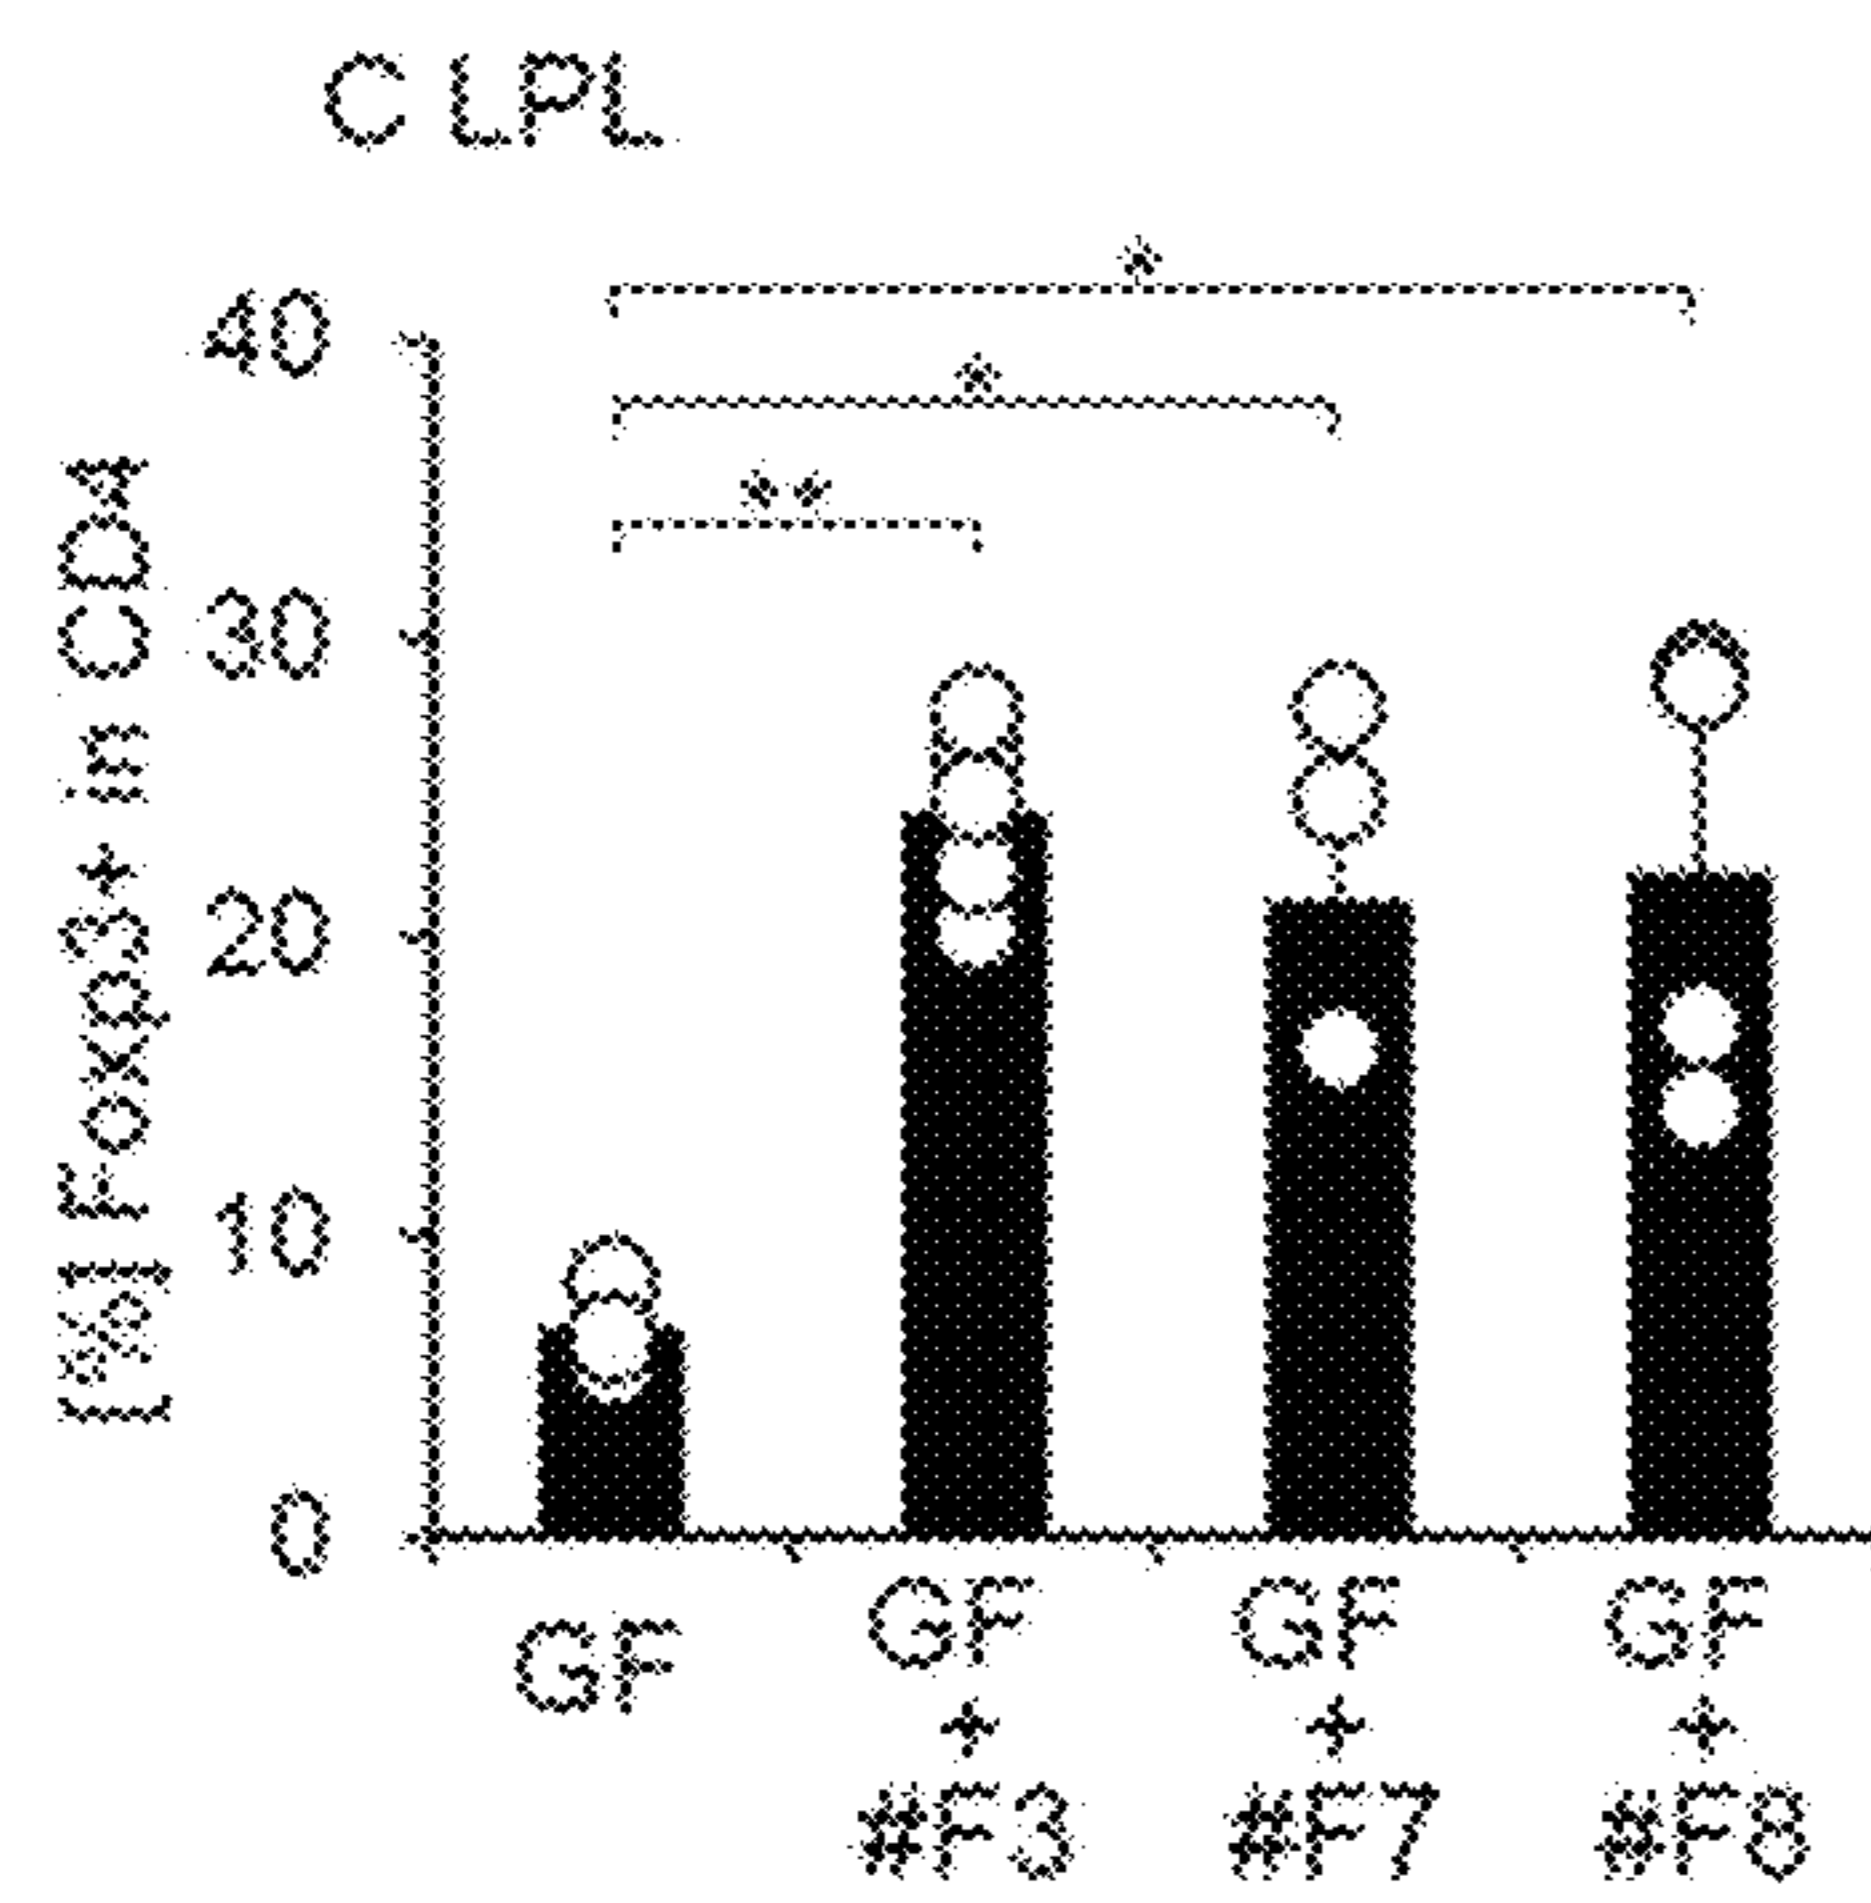 C LPL
[%] Foxp3+ in CD4
40
30
20
10
0
*
*
**
GF
GF + #F3
GF + #F7
GF + #F8